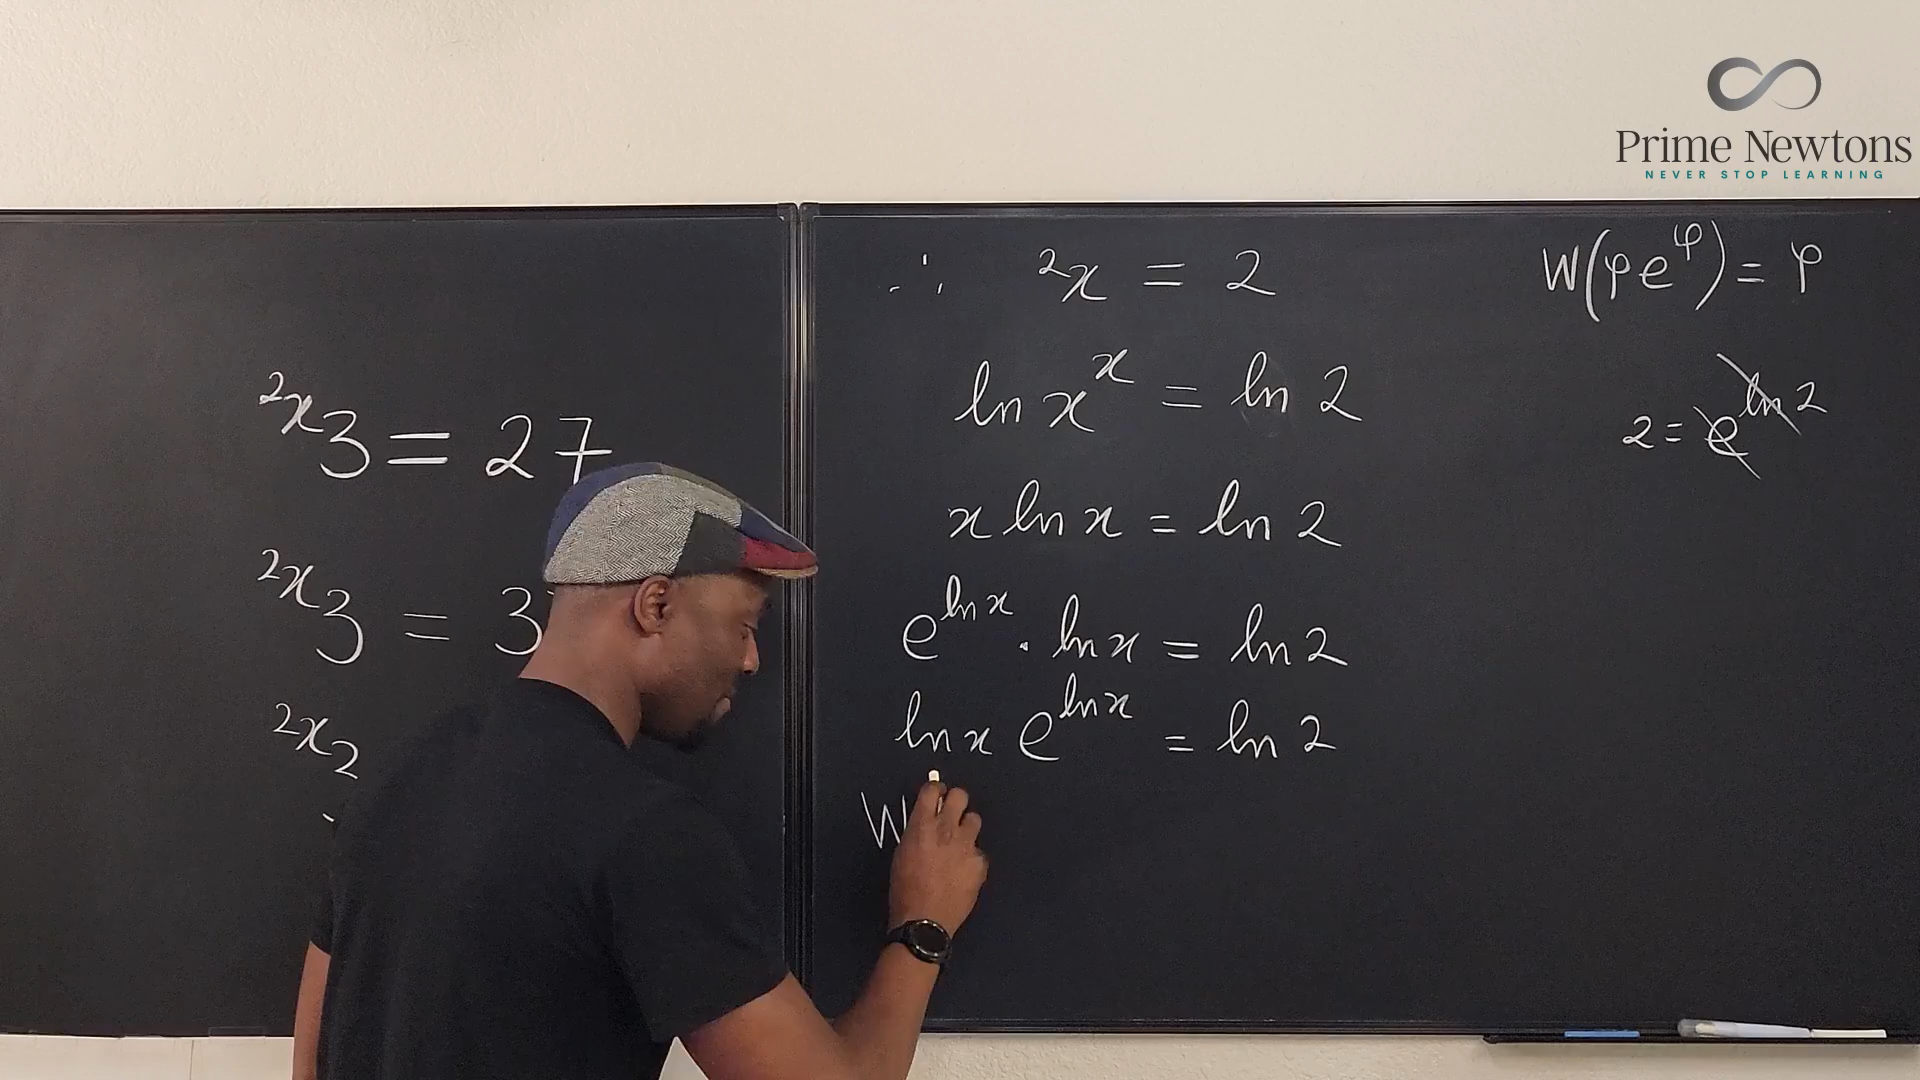 Prime Newtons
NEVER STOP LEARNING
²ˣ3 = 27
²ˣ3 = 3
²ˣ2
∴ ²x = 2
ln xˣ = ln 2
x ln x = ln 2
e^(ln x) · ln x = ln 2
ln x e^(ln x) = ln 2
W
W(φe^φ) = φ
2 = e^(ln 2)